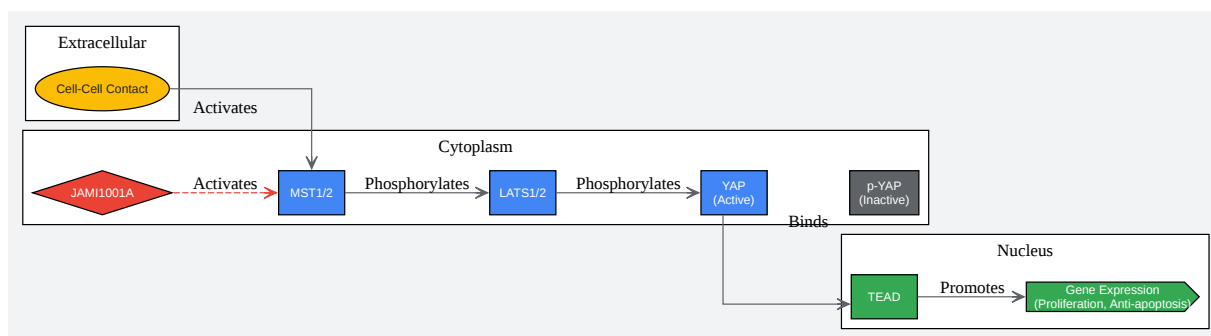 Extracellular
Cell-Cell Contact
Activates
Cytoplasm
JAMI1001A
Activates
MST1/2
Phosphorylates
LATS1/2
Phosphorylates
YAP
(Active)
p-YAP
(Inactive)
Binds
Nucleus
TEAD
Promotes
Gene Expression
(Proliferation, Anti-apoptosis)